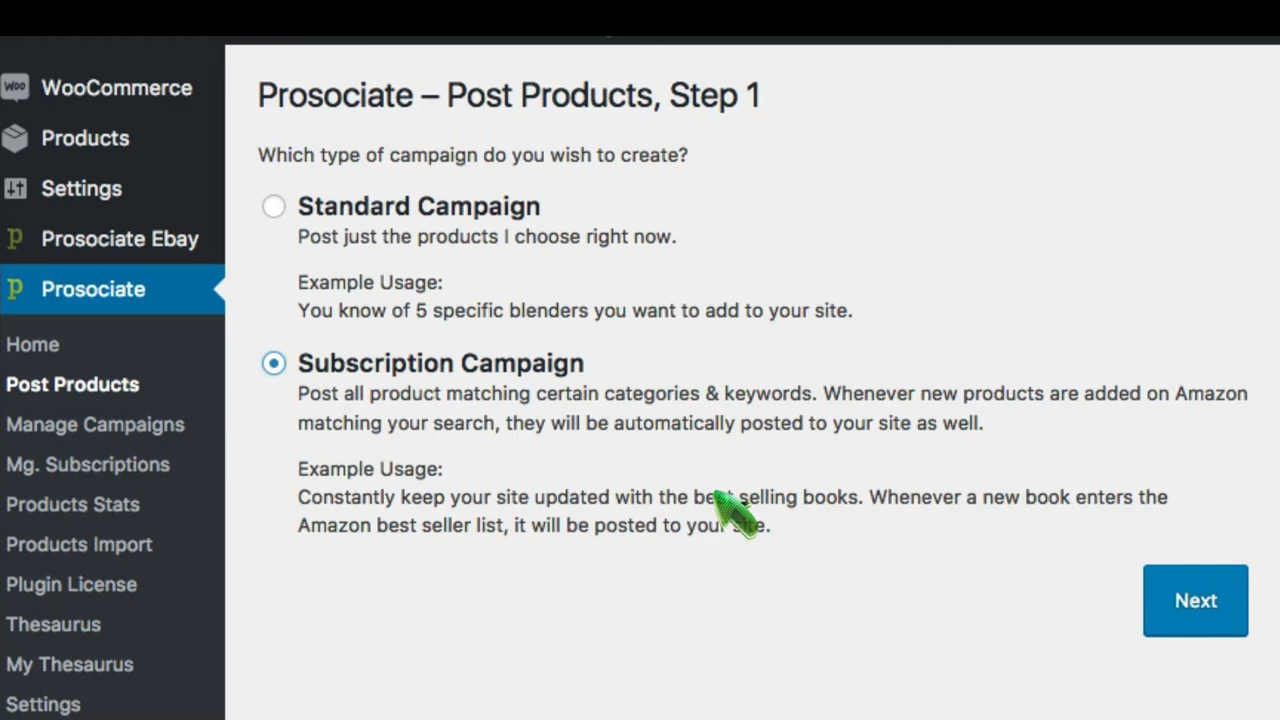 WooCommerce
Products
Settings
Prosociate Ebay
Prosociate
Home
Post Products
Manage Campaigns
Mg. Subscriptions
Products Stats
Products Import
Plugin License
Thesaurus
My Thesaurus
Settings
Prosociate – Post Products, Step 1
Which type of campaign do you wish to create?
Standard Campaign
Post just the products I choose right now.
Example Usage:
You know of 5 specific blenders you want to add to your site.
Subscription Campaign
Post all product matching certain categories & keywords. Whenever new products are added on Amazon
matching your search, they will be automatically posted to your site as well.
Example Usage:
Constantly keep your site updated with the best selling books. Whenever a new book enters the
Amazon best seller list, it will be posted to your site.
Next